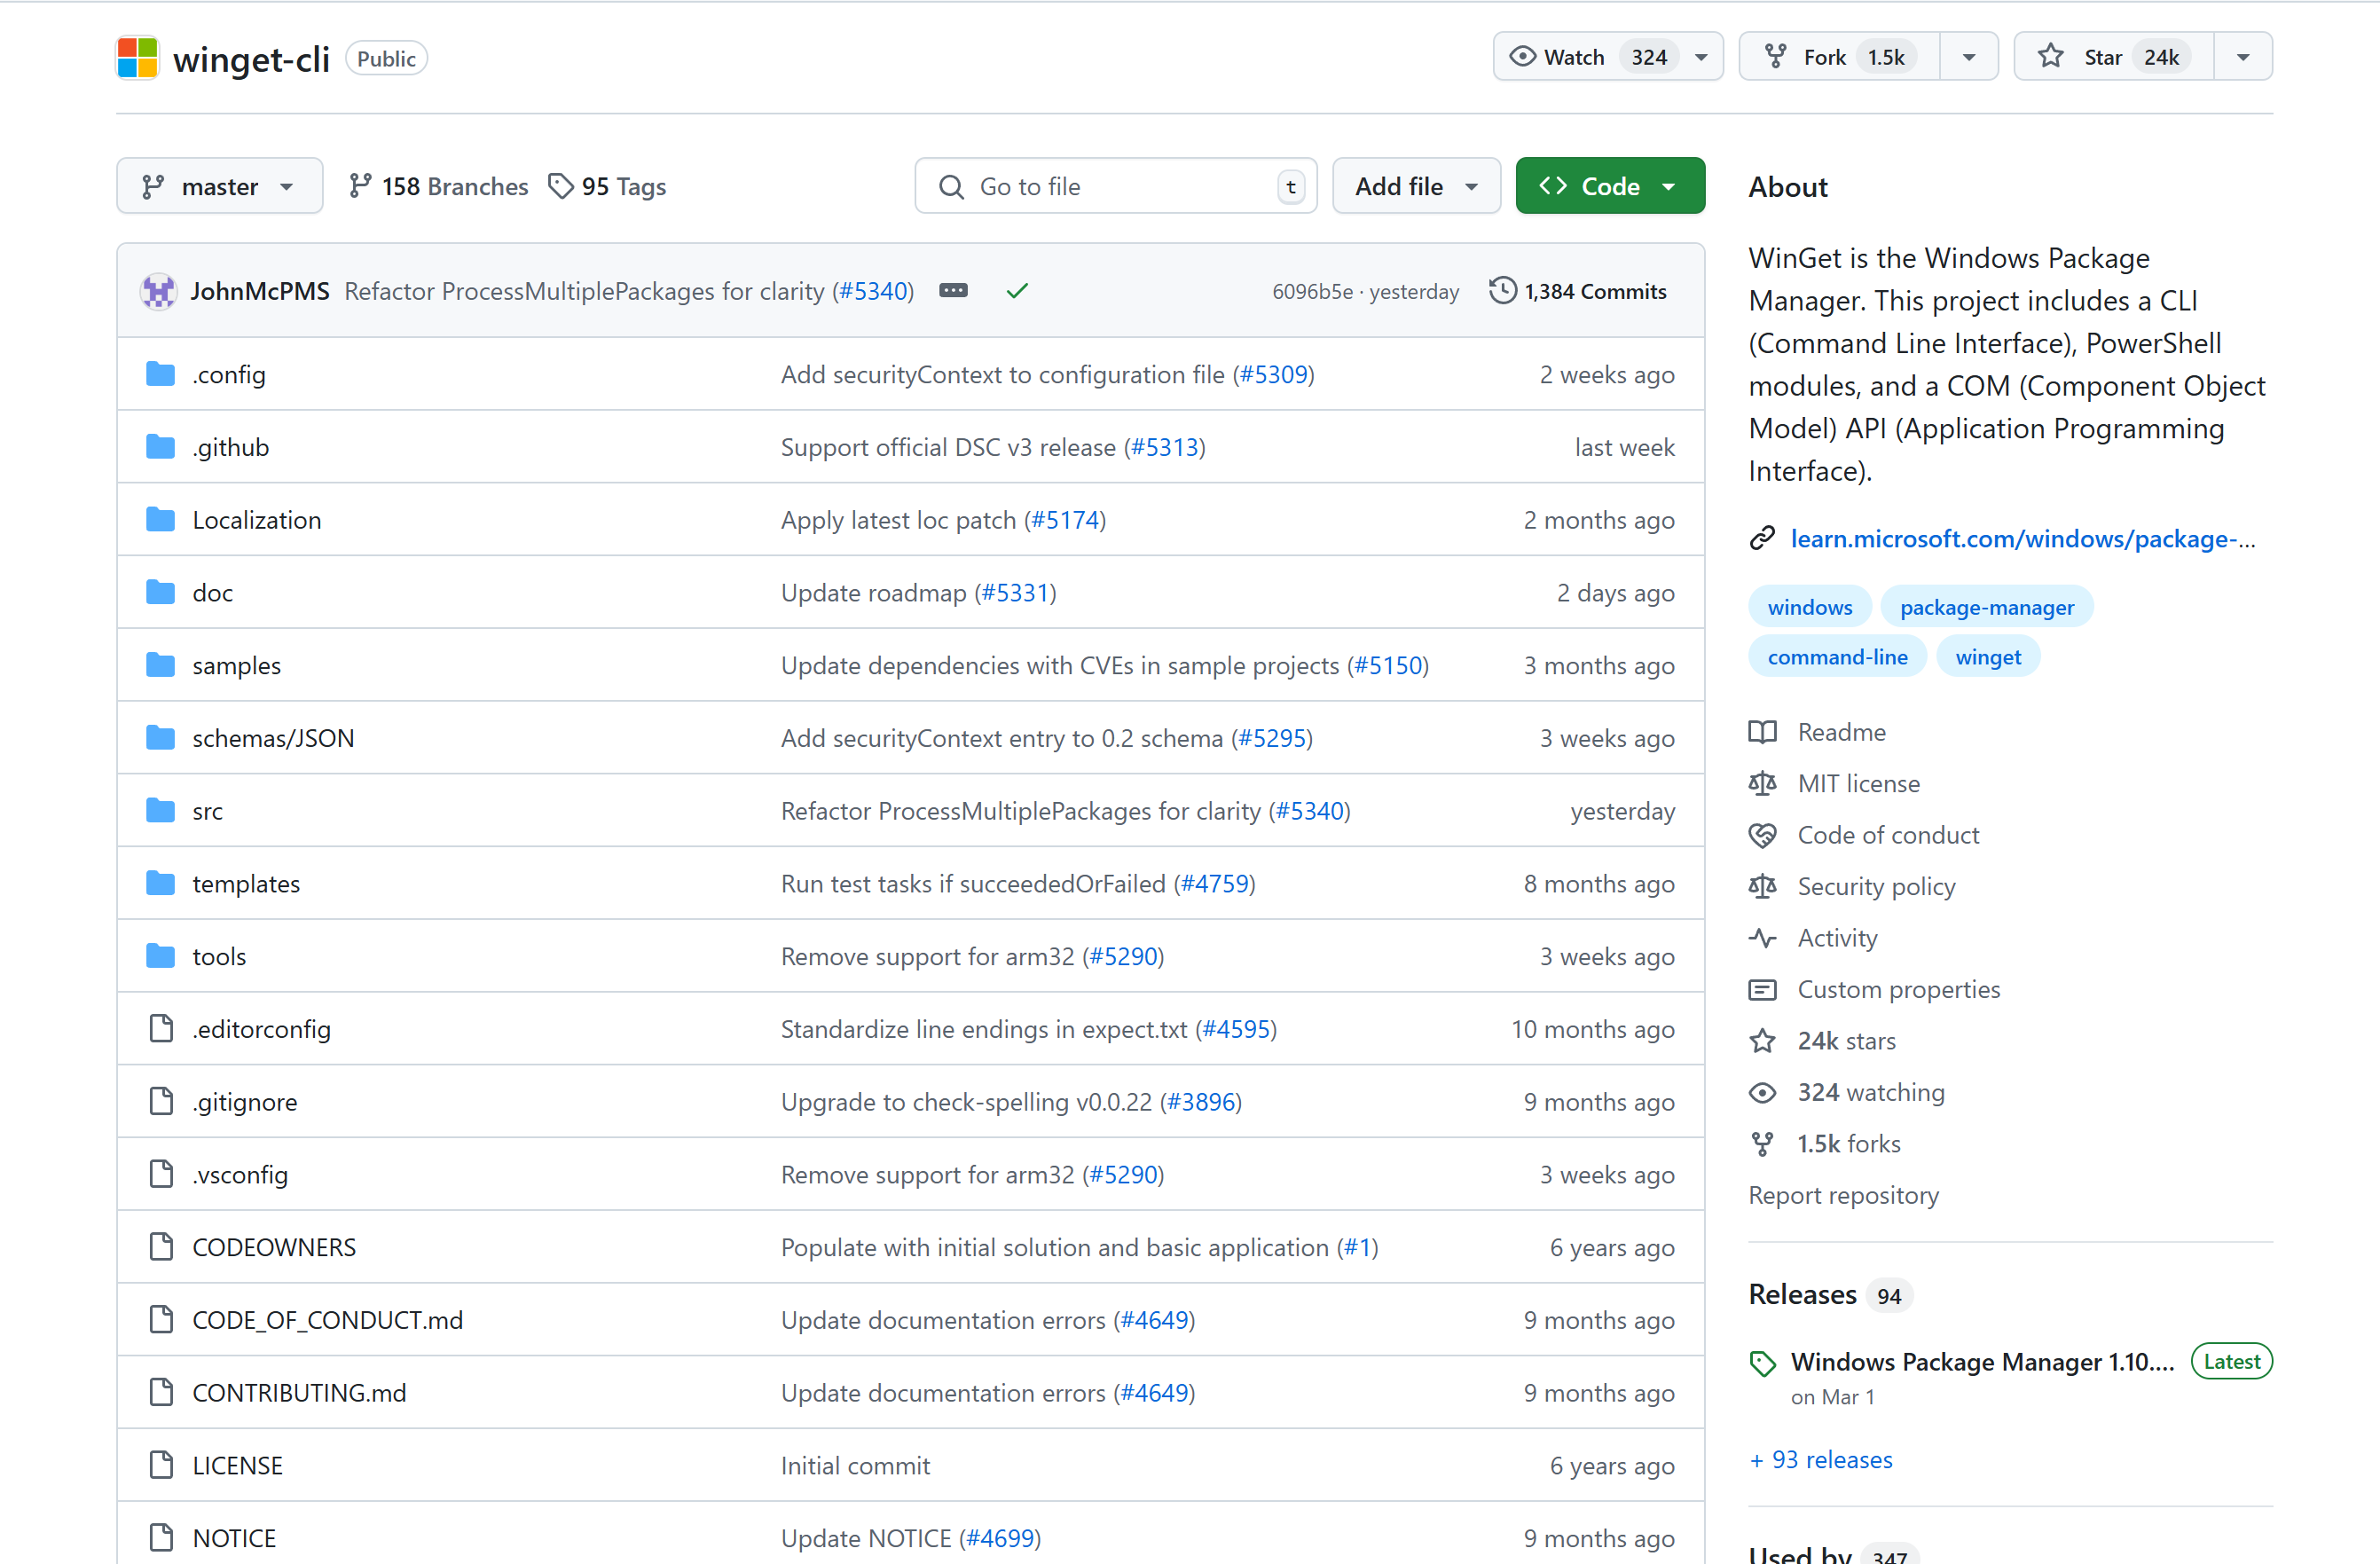 winget-cli Public Watch 324 Fork 1.5k Star 24k
master 158 Branches 95 Tags Go to file t Add file Code
JohnMcPMS Refactor ProcessMultiplePackages for clarity (#5340) 6096b5e · yesterday 1,384 Commits
.config Add securityContext to configuration file (#5309) 2 weeks ago
.github Support official DSC v3 release (#5313) last week
Localization Apply latest loc patch (#5174) 2 months ago
doc Update roadmap (#5331) 2 days ago
samples Update dependencies with CVEs in sample projects (#5150) 3 months ago
schemas/JSON Add securityContext entry to 0.2 schema (#5295) 3 weeks ago
src Refactor ProcessMultiplePackages for clarity (#5340) yesterday
templates Run test tasks if succeededOrFailed (#4759) 8 months ago
tools Remove support for arm32 (#5290) 3 weeks ago
.editorconfig Standardize line endings in expect.txt (#4595) 10 months ago
.gitignore Upgrade to check-spelling v0.0.22 (#3896) 9 months ago
.vsconfig Remove support for arm32 (#5290) 3 weeks ago
CODEOWNERS Populate with initial solution and basic application (#1) 6 years ago
CODE_OF_CONDUCT.md Update documentation errors (#4649) 9 months ago
CONTRIBUTING.md Update documentation errors (#4649) 9 months ago
LICENSE Initial commit 6 years ago
NOTICE Update NOTICE (#4699) 9 months ago
About
WinGet is the Windows Package
Manager. This project includes a CLI
(Command Line Interface), PowerShell
modules, and a COM (Component Object
Model) API (Application Programming
Interface).
learn.microsoft.com/windows/package-...
windows package-manager
command-line winget
Readme
MIT license
Code of conduct
Security policy
Activity
Custom properties
24k stars
324 watching
1.5k forks
Report repository
Releases 94
Windows Package Manager 1.10.... Latest
on Mar 1
+ 93 releases
Used by 347